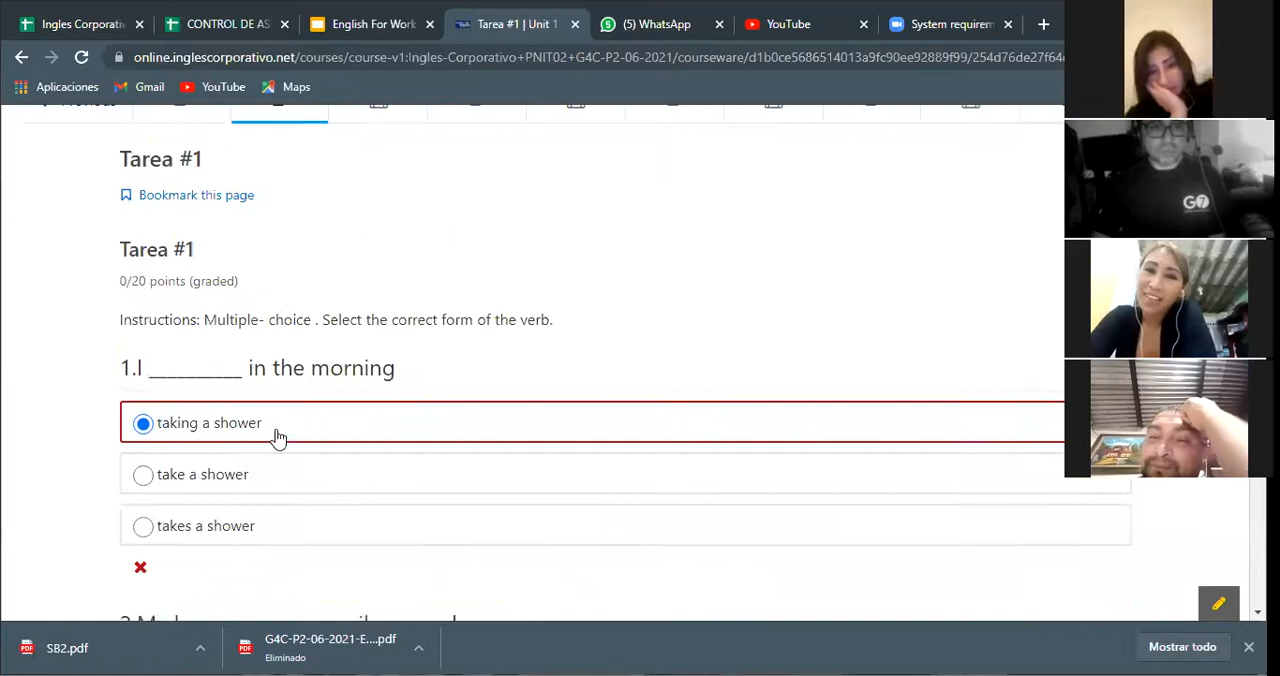 Ingles Corporati
CONTROL DE AS
English For Work
Tarea #1 | Unit 1
(5) WhatsApp
YouTube
System requirem
online.inglescorporativo.net/courses/course-v1:Ingles-Corporativo+PNIT02+G4C-P2-06-2021/courseware/d1b0ce5686514013a9fc90ee92889f99/254d76de27f64
Aplicaciones
Gmail
YouTube
Maps
Tarea #1
Bookmark this page
Tarea #1
0/20 points (graded)
Instructions: Multiple- choice . Select the correct form of the verb.
1.I __________ in the morning
taking a shower
take a shower
takes a shower
SB2.pdf
G4C-P2-06-2021-E....pdf
Eliminado
Mostrar todo
G7